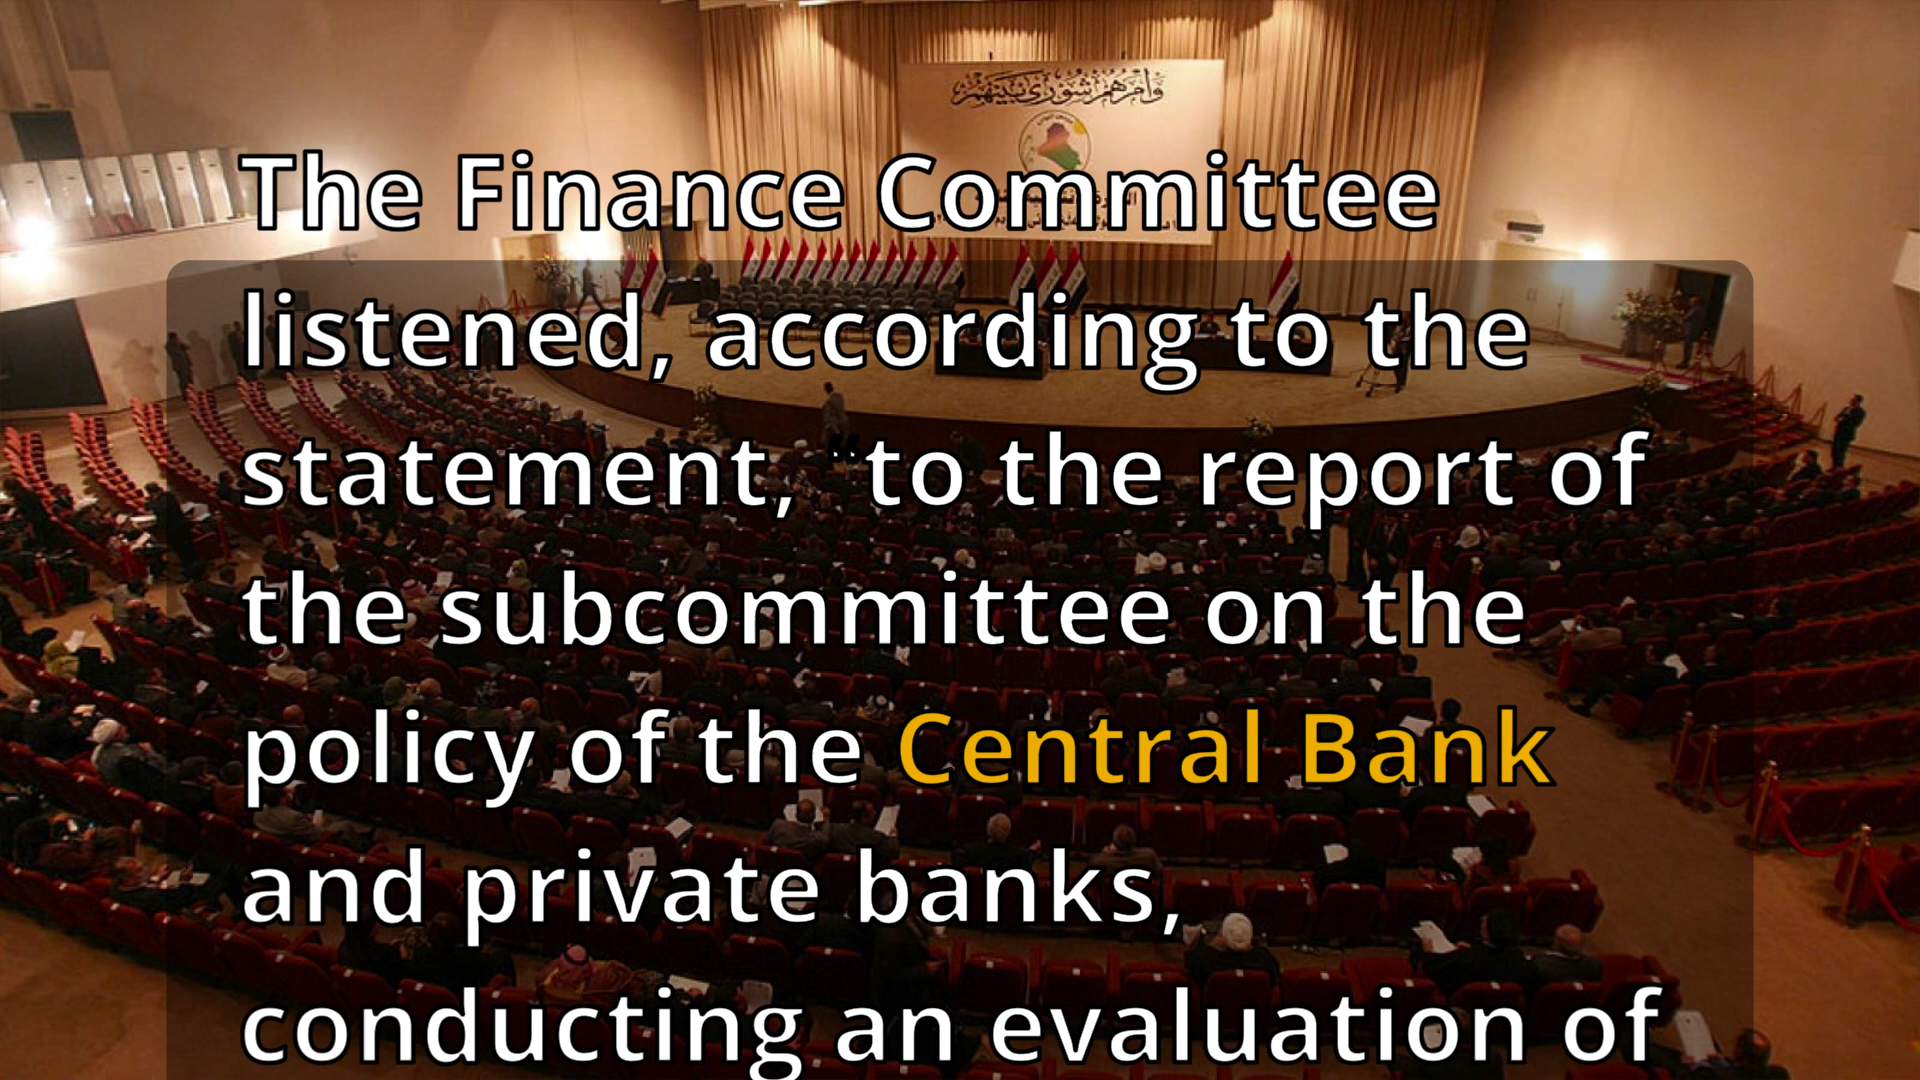 وأمرهم شورى بينهم
The Finance Committee
listened, according to the
statement, "to the report of
the subcommittee on the
policy of the Central Bank
and private banks,
conducting an evaluation of